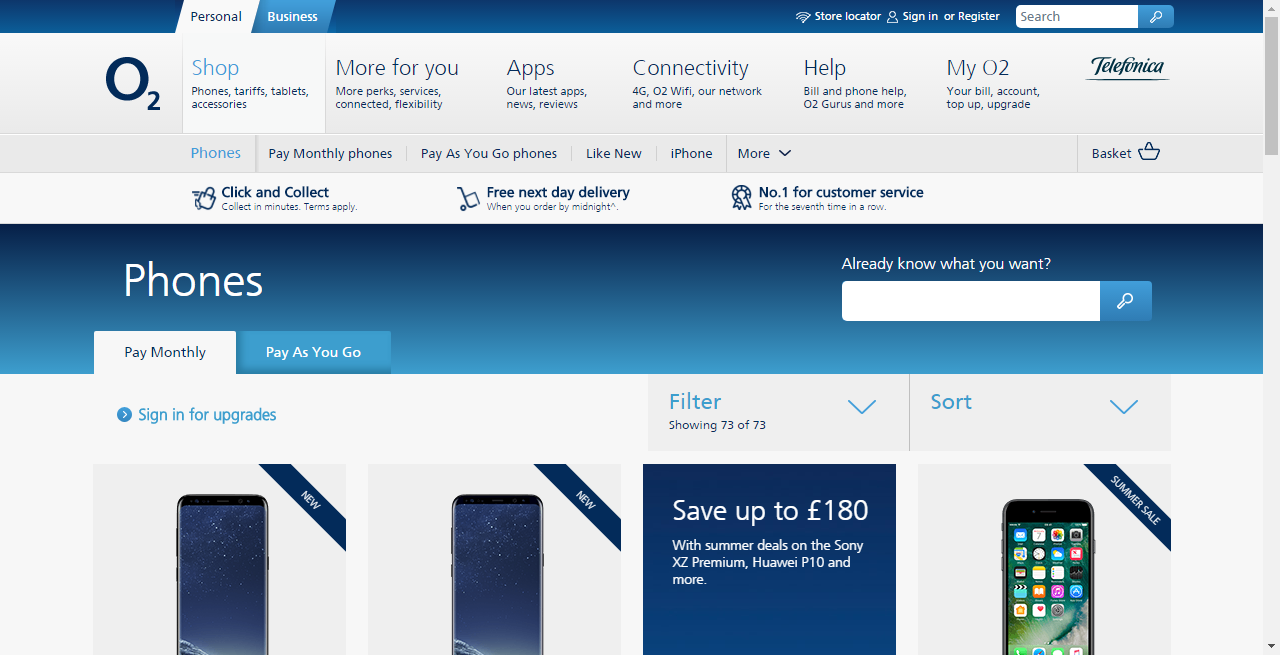 Personal
Business
Store locator
Sign in or Register
Search
O2
Shop
Phones, tariffs, tablets,
accessories
More for you
More perks, services,
connected, flexibility
Apps
Our latest apps,
news, reviews
Connectivity
4G, O2 Wifi, our network
and more
Help
Bill and phone help,
O2 Gurus and more
My O2
Your bill, account,
top up, upgrade
Telefónica
Phones
Pay Monthly phones
Pay As You Go phones
Like New
iPhone
More
Basket
Click and Collect
Collect in minutes. Terms apply.
Free next day delivery
When you order by midnight^.
No.1 for customer service
For the seventh time in a row.
Phones
Already know what you want?
Pay Monthly
Pay As You Go
Sign in for upgrades
Filter
Showing 73 of 73
Sort
NEW
NEW
Save up to £180
With summer deals on the Sony
XZ Premium, Huawei P10 and
more.
SUMMER SALE